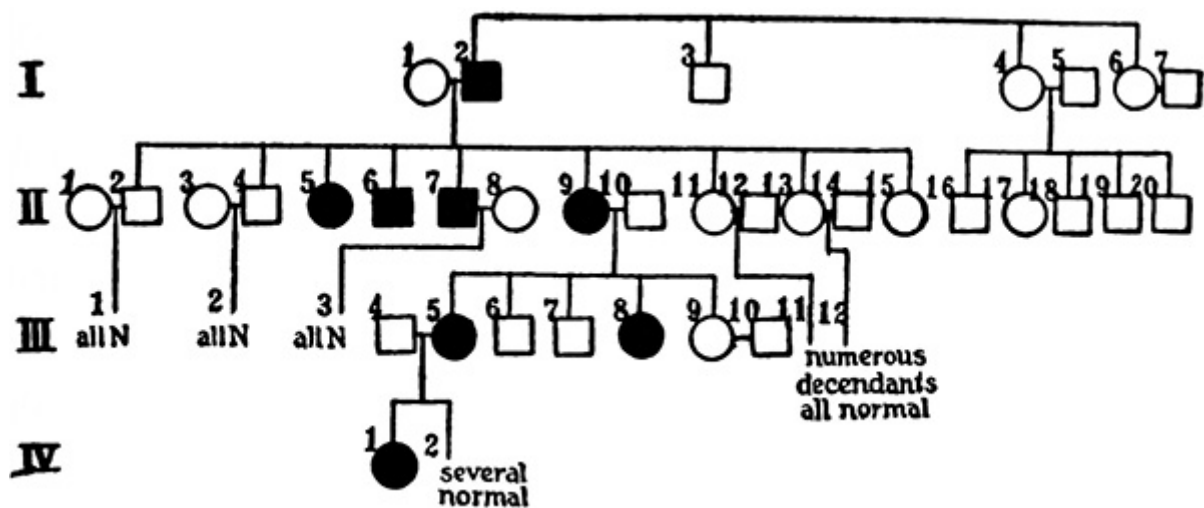 1 2 3 4 5 6 7
I
1 2 3 4 5 6 7 8 9 10 11 12 13 14 15 16 17 18 19 20
II
1 2 3 4 5 6 7 8 9 10 11 12
III all N all N all N
numerous
decendants
all normal
1 2
IV several
normal